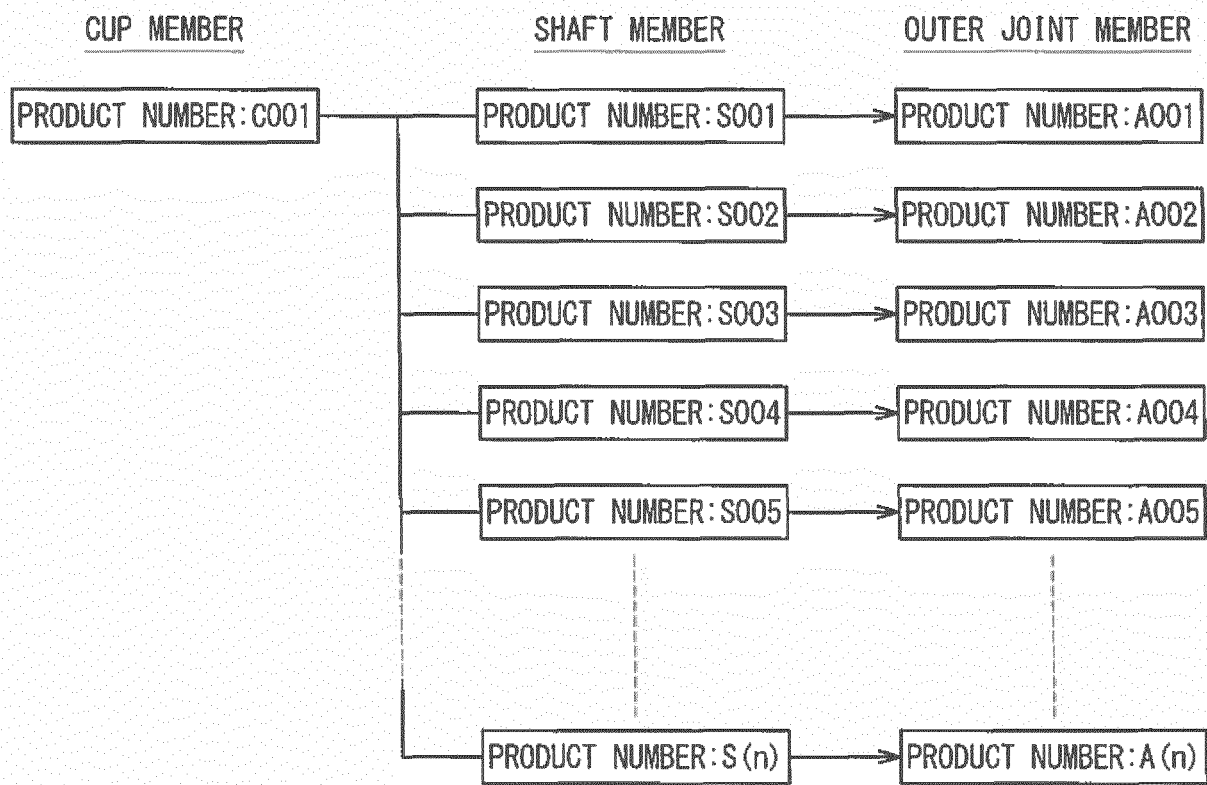 CUP MEMBER SHAFT MEMBER OUTER JOINT MEMBER
PRODUCT NUMBER:C001 PRODUCT NUMBER:S001 PRODUCT NUMBER:A001
PRODUCT NUMBER:S002 PRODUCT NUMBER:A002
PRODUCT NUMBER:S003 PRODUCT NUMBER:A003
PRODUCT NUMBER:S004 PRODUCT NUMBER:A004
PRODUCT NUMBER:S005 PRODUCT NUMBER:A005
PRODUCT NUMBER:S(n) PRODUCT NUMBER:A(n)